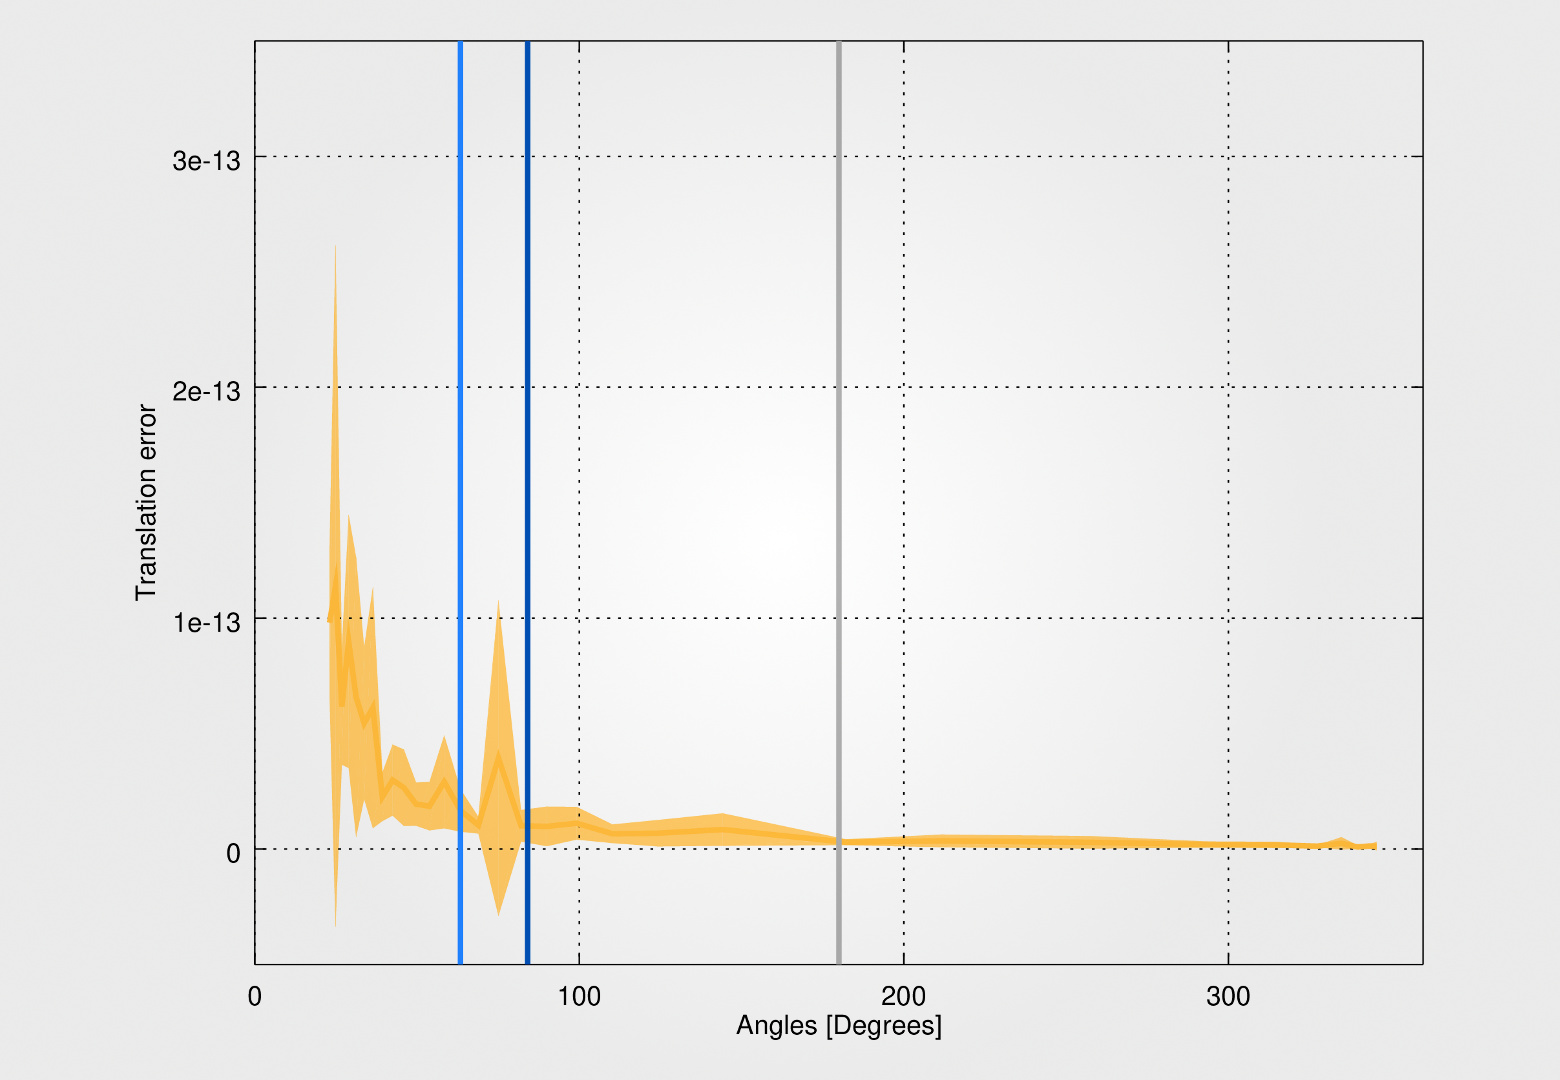 3e-13
2e-13
Translation error
1e-13
0
0 100 200 300
Angles [Degrees]